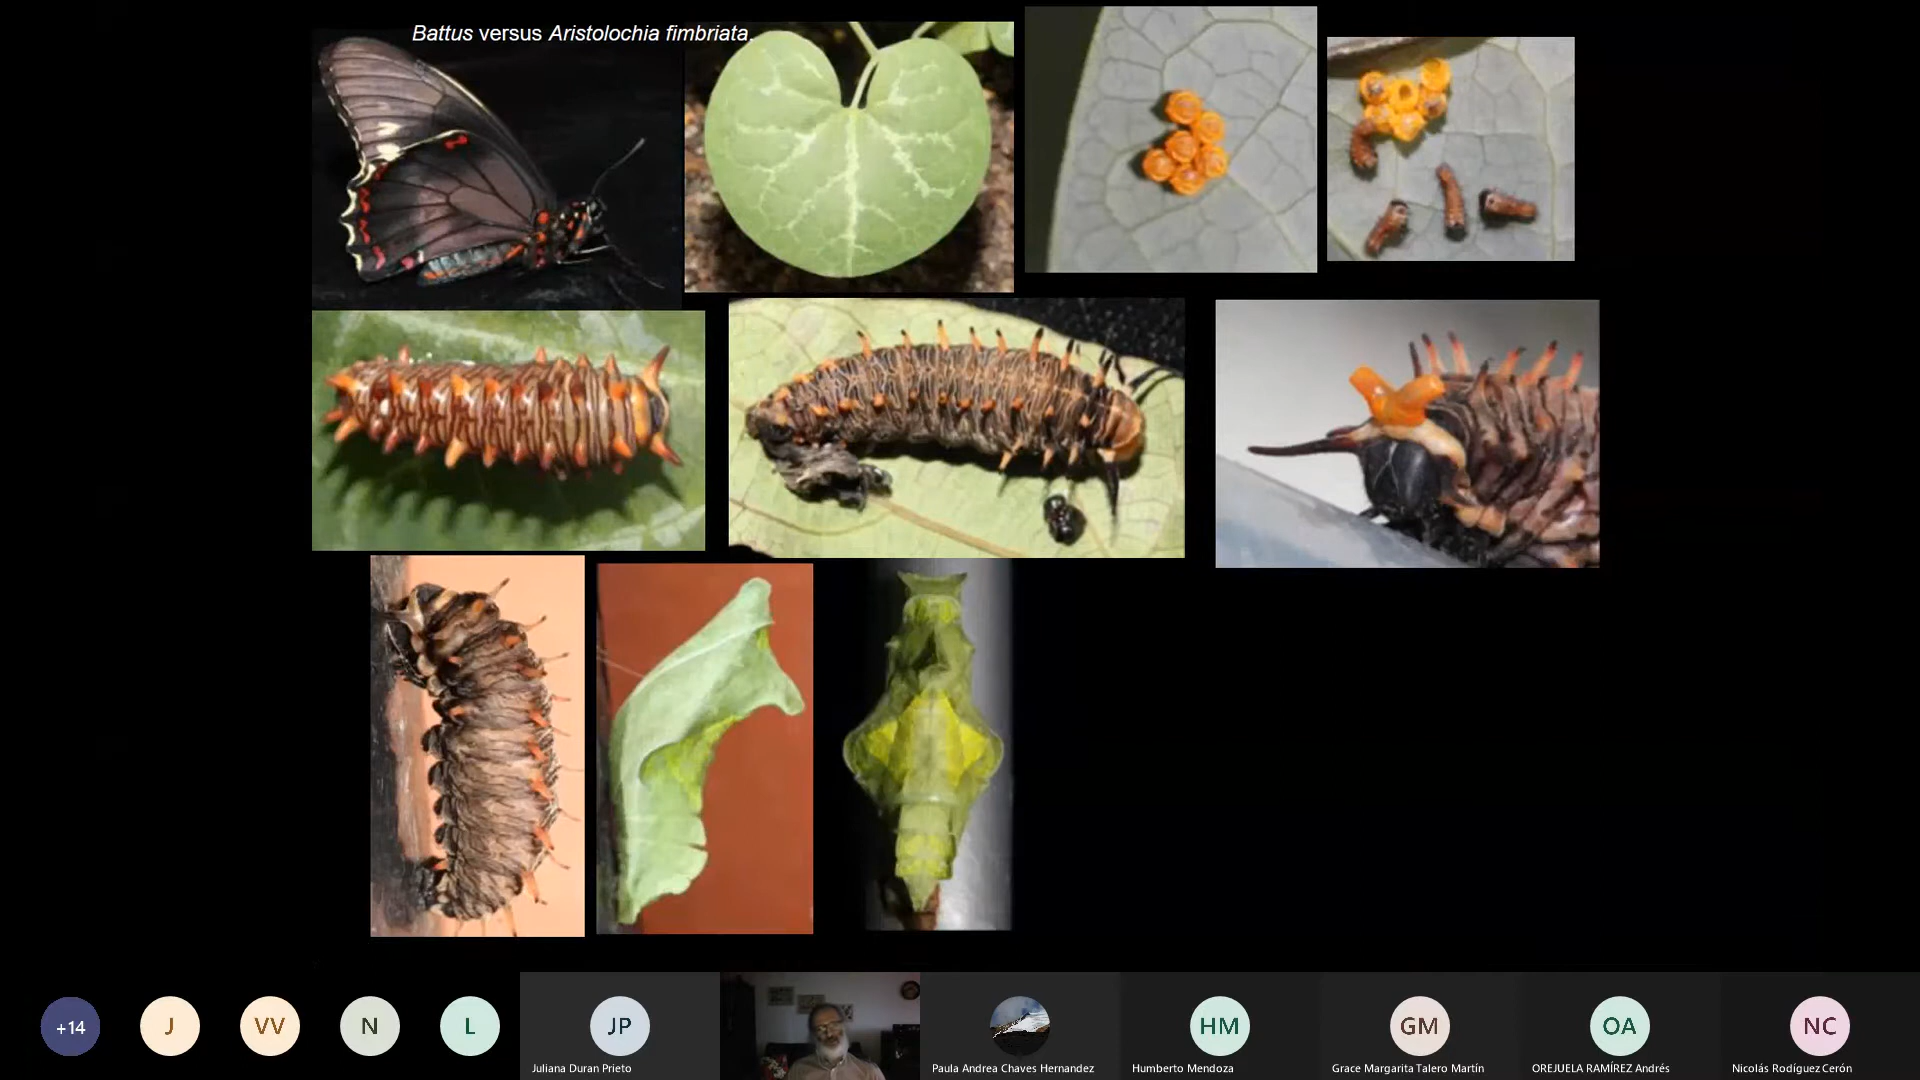 Battus versus Aristolochia fimbriata.
+14
J
VV
N
L
JP
HM
GM
OA
NC
Juliana Duran Prieto
Paula Andrea Chaves Hernandez
Humberto Mendoza
Grace Margarita Talero Martín
OREJUELA RAMÍREZ Andrés
Nicolás Rodíguez Cerón